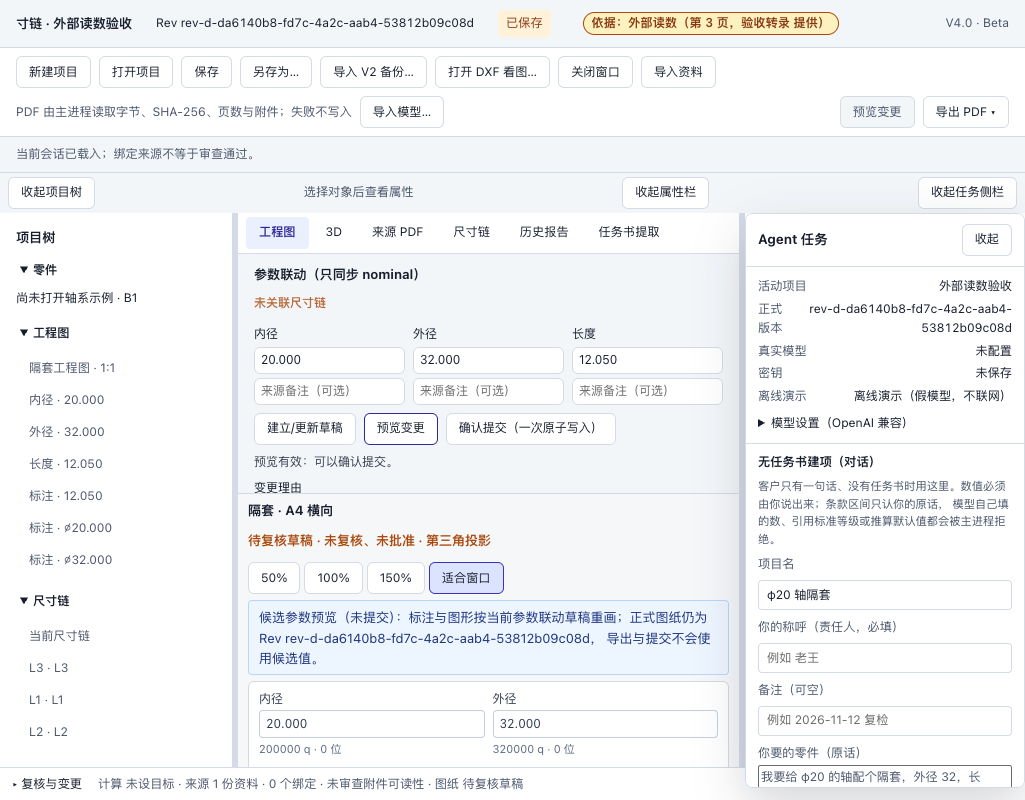 寸链 · 外部读数验收 Rev rev-d-da6140b8-fd7c-4a2c-aab4-53812b09c08d 已保存 依据：外部读数（第 3 页，验收转录 提供） V4.0 · Beta
新建项目 打开项目 保存 另存为... 导入 V2 备份... 打开 DXF 看图... 关闭窗口 导入资料
PDF 由主进程读取字节、SHA-256、页数与附件；失败不写入 导入模型... 预览变更 导出 PDF ▾
当前会话已载入；绑定来源不等于审查通过。
收起项目树 选择对象后查看属性 收起属性栏 收起任务侧栏
项目树
▼ 零件
尚未打开轴系示例 · B1
▼ 工程图
隔套工程图 · 1:1
内径 · 20.000
外径 · 32.000
长度 · 12.050
标注 · 12.050
标注 · ⌀20.000
标注 · ⌀32.000
▼ 尺寸链
当前尺寸链
L3 · L3
L1 · L1
L2 · L2
工程图 3D 来源 PDF 尺寸链 历史报告 任务书提取
参数联动（只同步 nominal）
未关联尺寸链
内径 外径 长度
20.000 32.000 12.050
来源备注（可选） 来源备注（可选） 来源备注（可选）
建立/更新草稿 预览变更 确认提交（一次原子写入）
预览有效：可以确认提交。
变更理由
隔套 · A4 横向
待复核草稿 · 未复核、未批准 · 第三角投影
50% 100% 150% 适合窗口
候选参数预览（未提交）：标注与图形按当前参数联动草稿重画；正式图纸仍为
Rev rev-d-da6140b8-fd7c-4a2c-aab4-53812b09c08d， 导出与提交不会使
用候选值。
内径 外径
20.000 32.000
200000 q · 0 位 320000 q · 0 位
Agent 任务 收起
活动项目 外部读数验收
正式版本 rev-d-da6140b8-fd7c-4a2c-aab4-53812b09c08d
真实模型 未配置
密钥 未保存
离线演示 离线演示（假模型，不联网）
▶ 模型设置（OpenAI 兼容）
无任务书建项（对话）
客户只有一句话、没有任务书时用这里。数值必须
由你说出来；条款区间只认你的原话， 模型自己填
的数、引用标准等级或推算默认值都会被主进程拒
绝。
项目名
φ20 轴隔套
你的称呼（责任人，必填）
例如 老王
备注（可空）
例如 2026-11-12 复检
你要的零件（原话）
我要给 φ20 的轴配个隔套，外径 32，长
▸ 复核与变更 计算 未设目标 · 来源 1 份资料 · 0 个绑定 · 未审查附件可读性 · 图纸 待复核草稿